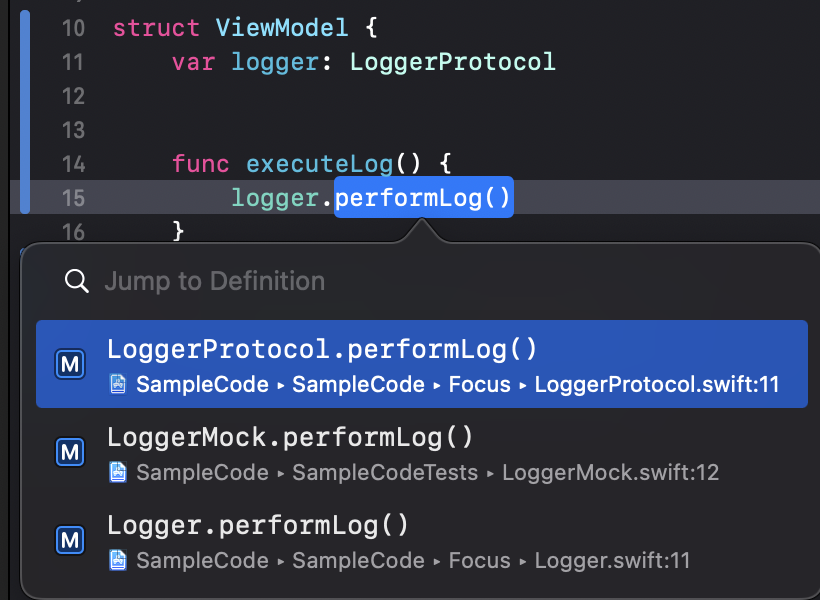 10 struct ViewModel {
11 var logger: LoggerProtocol
12
13
14 func executeLog() {
15 logger.performLog()
16 }
Jump to Definition
M LoggerProtocol.performLog()
SampleCode ▸ SampleCode ▸ Focus ▸ LoggerProtocol.swift:11
M LoggerMock.performLog()
SampleCode ▸ SampleCodeTests ▸ LoggerMock.swift:12
M Logger.performLog()
SampleCode ▸ SampleCode ▸ Focus ▸ Logger.swift:11